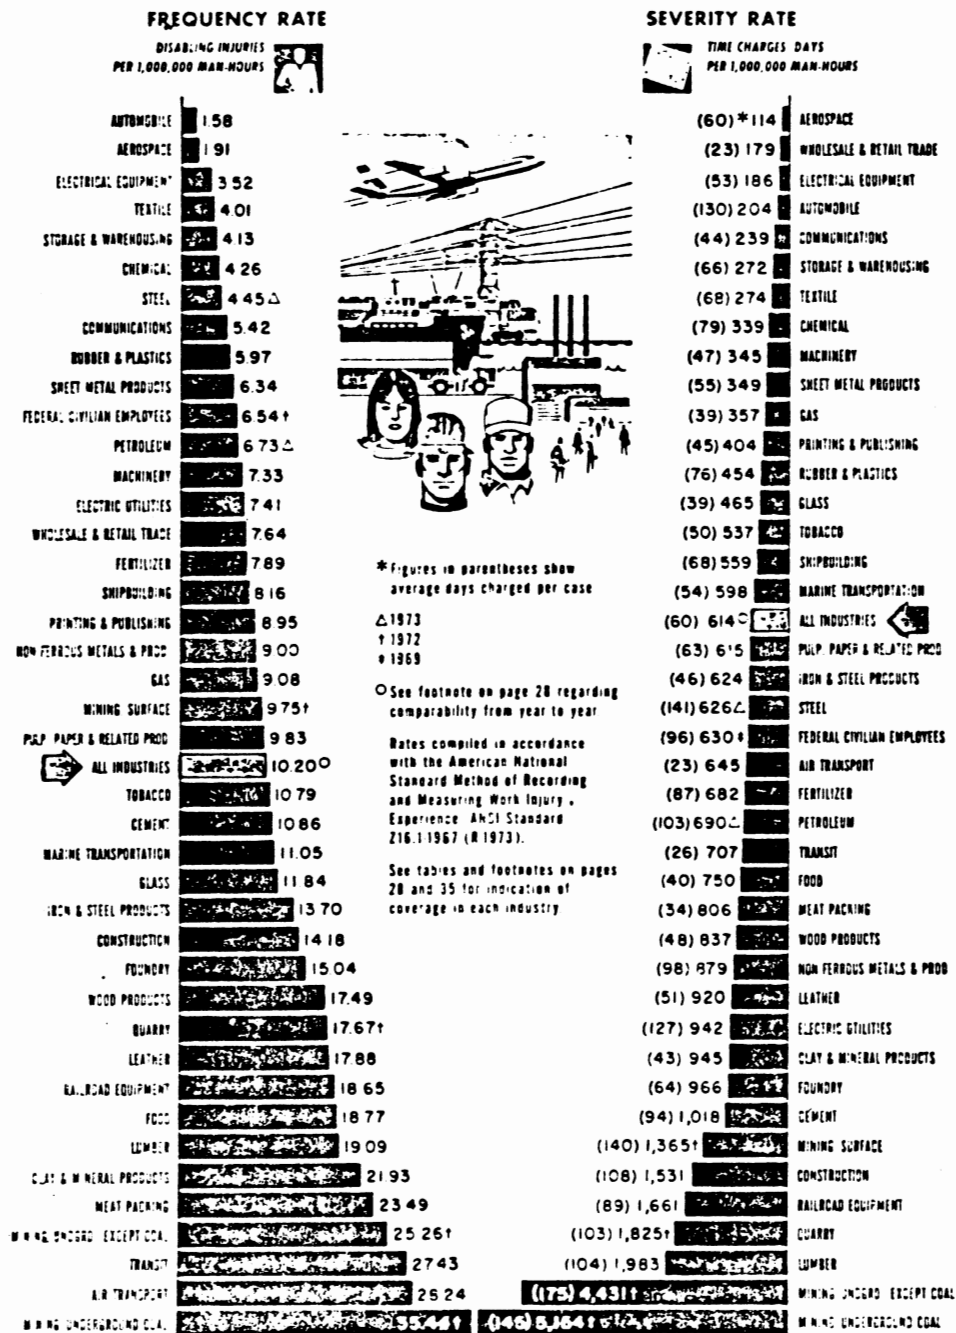 FREQUENCY RATE
DISABLING INJURIES
PER 1,000,000 MAN-HOURS
AUTOMOBILE 1.58
AEROSPACE 1.91
ELECTRICAL EQUIPMENT 3.52
TEXTILE 4.01
STORAGE & WAREHOUSING 4.13
CHEMICAL 4.26
STEEL 4.45△
COMMUNICATIONS 5.42
RUBBER & PLASTICS 5.97
SHEET METAL PRODUCTS 6.34
FEDERAL CIVILIAN EMPLOYEES 6.54†
PETROLEUM 6.73△
MACHINERY 7.33
ELECTRIC UTILITIES 7.41
WHOLESALE & RETAIL TRADE 7.64
FERTILIZER 7.89
SHIPBUILDING 8.16
PRINTING & PUBLISHING 8.95
NON FERROUS METALS & PROD 9.00
GAS 9.08
MINING SURFACE 9.75†
PULP, PAPER & RELATED PROD 9.83
ALL INDUSTRIES 10.20○
TOBACCO 10.79
CEMENT 10.86
MARINE TRANSPORTATION 11.05
GLASS 11.84
IRON & STEEL PRODUCTS 13.70
CONSTRUCTION 14.18
FOUNDRY 15.04
WOOD PRODUCTS 17.49
QUARRY 17.67†
LEATHER 17.88
RAILROAD EQUIPMENT 18.65
FOOD 18.77
LUMBER 19.09
CLAY & MINERAL PRODUCTS 21.93
MEAT PACKING 23.49
MINING UNDGRD EXCEPT COAL 25.26†
TRANSIT 27.43
AIR TRANSPORT
MINING UNDERGROUND COAL 35.44†
*Figures in parentheses show
average days charged per case
△1973
†1972
‡1969
○See footnote on page 28 regarding
comparability from year to year
Rates compiled in accordance
with the American National
Standard Method of Recording
and Measuring Work Injury
Experience ANSI Standard
Z16.1-1967 (R 1973).
See tables and footnotes on pages
28 and 35 for indication of
coverage in each industry
SEVERITY RATE
TIME CHARGES DAYS
PER 1,000,000 MAN-HOURS
(60) *114 AEROSPACE
(23) 179 WHOLESALE & RETAIL TRADE
(53) 186 ELECTRICAL EQUIPMENT
(130) 204 AUTOMOBILE
(44) 239 COMMUNICATIONS
(66) 272 STORAGE & WAREHOUSING
(68) 274 TEXTILE
(79) 339 CHEMICAL
(47) 345 MACHINERY
(55) 349 SHEET METAL PRODUCTS
(39) 357 GAS
(45) 404 PRINTING & PUBLISHING
(76) 454 RUBBER & PLASTICS
(39) 465 GLASS
(50) 537 TOBACCO
(68) 559 SHIPBUILDING
(54) 598 MARINE TRANSPORTATION
(60) 614○ ALL INDUSTRIES
(63) 615 PULP, PAPER & RELATED PROD
(46) 624 IRON & STEEL PRODUCTS
(141) 626△ STEEL
(96) 630‡ FEDERAL CIVILIAN EMPLOYEES
(23) 645 AIR TRANSPORT
(87) 682 FERTILIZER
(103) 690△ PETROLEUM
(26) 707 TRANSIT
(40) 750 FOOD
(34) 806 MEAT PACKING
(48) 837 WOOD PRODUCTS
(98) 879 NON FERROUS METALS & PROD
(51) 920 LEATHER
(127) 942 ELECTRIC UTILITIES
(43) 945 CLAY & MINERAL PRODUCTS
(64) 966 FOUNDRY
(94) 1,018 CEMENT
(140) 1,365† MINING SURFACE
(108) 1,531 CONSTRUCTION
(89) 1,661 RAILROAD EQUIPMENT
(103) 1,825† QUARRY
(104) 1,983 LUMBER
(175) 4,431† MINING UNDGRD EXCEPT COAL
(146) 5,164† MINING UNDERGROUND COAL